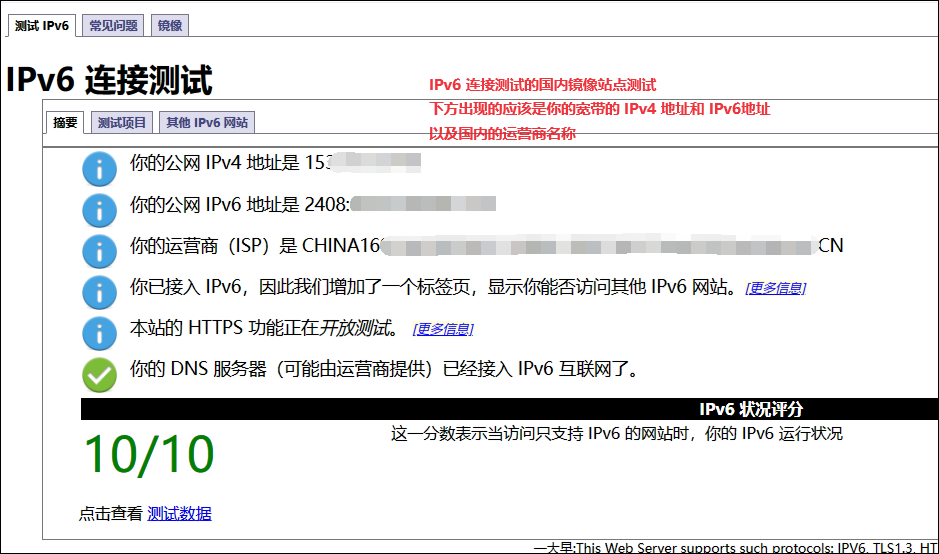 测试 IPv6 常见问题 镜像
IPv6 连接测试
IPv6 连接测试的国内镜像站点测试
下方出现的应该是你的宽带的 IPv4 地址和 IPv6地址
以及国内的运营商名称
摘要 测试项目 其他 IPv6 网站
你的公网 IPv4 地址是 153
你的公网 IPv6 地址是 2408:
你的运营商（ISP）是 CHINA16 CN
你已接入 IPv6，因此我们增加了一个标签页，显示你能否访问其他 IPv6 网站。 [更多信息]
本站的 HTTPS 功能正在开放测试。 [更多信息]
你的 DNS 服务器（可能由运营商提供）已经接入 IPv6 互联网了。
IPv6 状况评分
10/10
这一分数表示当访问只支持 IPv6 的网站时，你的 IPv6 运行状况
点击查看 测试数据
一大早:This Web Server supports such protocols: IPV6, TLS1.3, HT